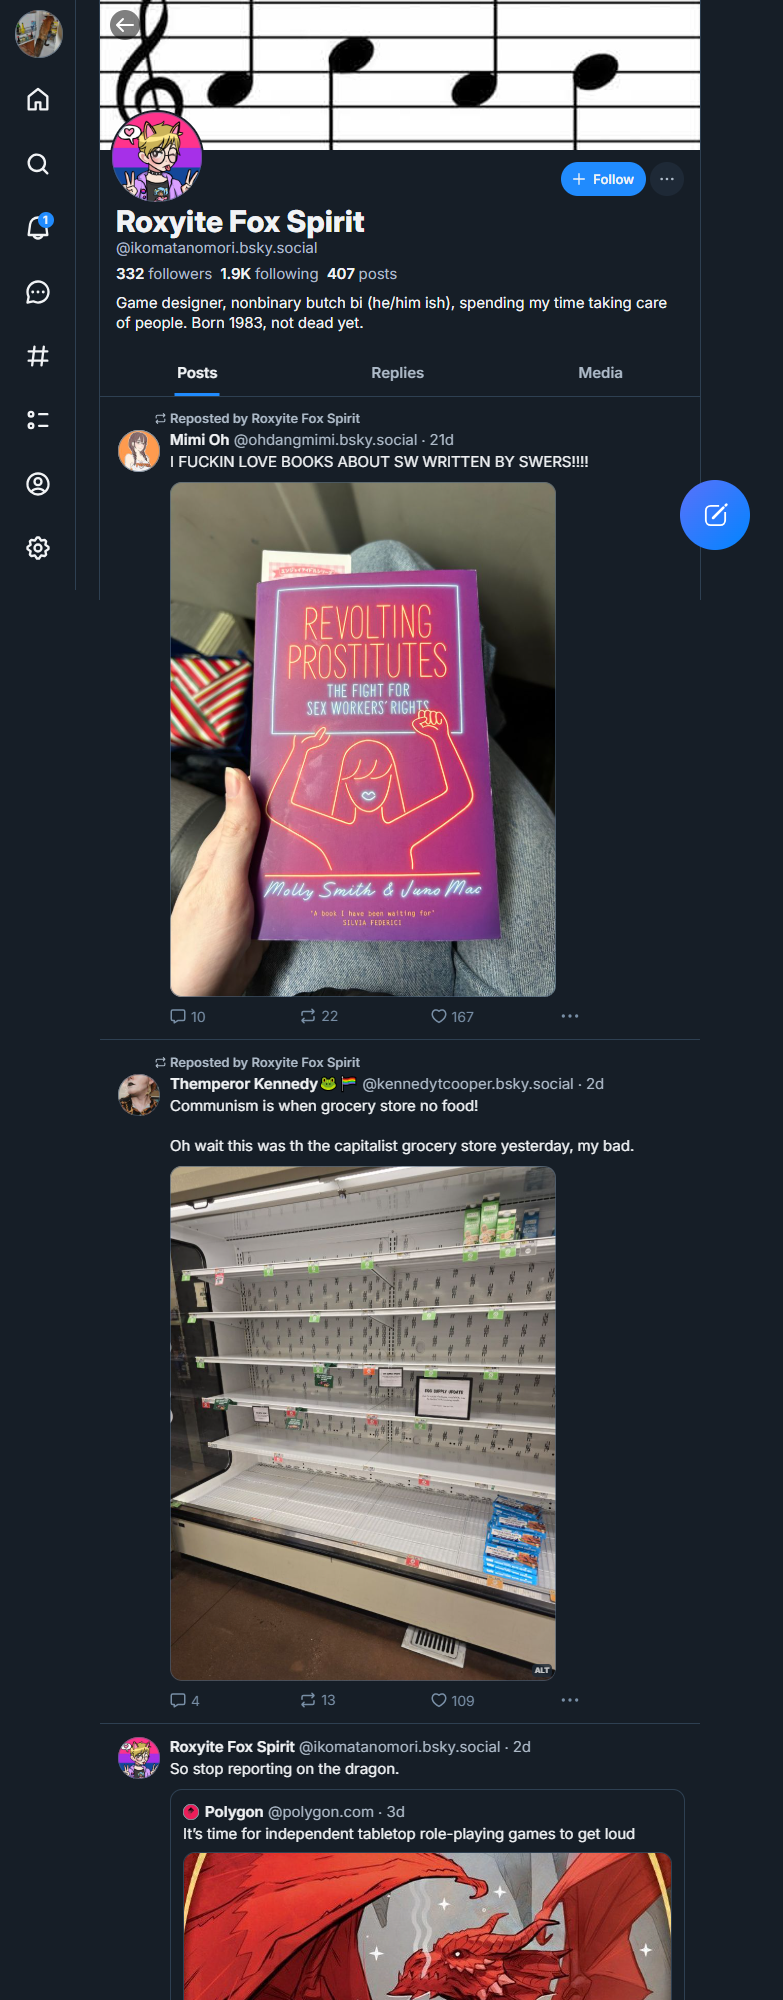 1
Follow
Roxyite Fox Spirit
@ikomatanomori.bsky.social
332 followers 1.9K following 407 posts
Game designer, nonbinary butch bi (he/him ish), spending my time taking care
of people. Born 1983, not dead yet.
Posts Replies Media
Reposted by Roxyite Fox Spirit
Mimi Oh @ohdangmimi.bsky.social · 21d
I FUCKIN LOVE BOOKS ABOUT SW WRITTEN BY SWERS!!!!
REVOLTING
PROSTITUTES
THE FIGHT FOR
SEX WORKERS' RIGHTS
Molly Smith & Juno Mac
'A book I have been waiting for'
SILVIA FEDERICI
10 22 167
Reposted by Roxyite Fox Spirit
Themperor Kennedy🐸🏳️‍🌈 @kennedytcooper.bsky.social · 2d
Communism is when grocery store no food!
Oh wait this was th the capitalist grocery store yesterday, my bad.
EGG SUPPLY UPDATE
ALT
4 13 109
Roxyite Fox Spirit @ikomatanomori.bsky.social · 2d
So stop reporting on the dragon.
Polygon @polygon.com · 3d
It's time for independent tabletop role-playing games to get loud